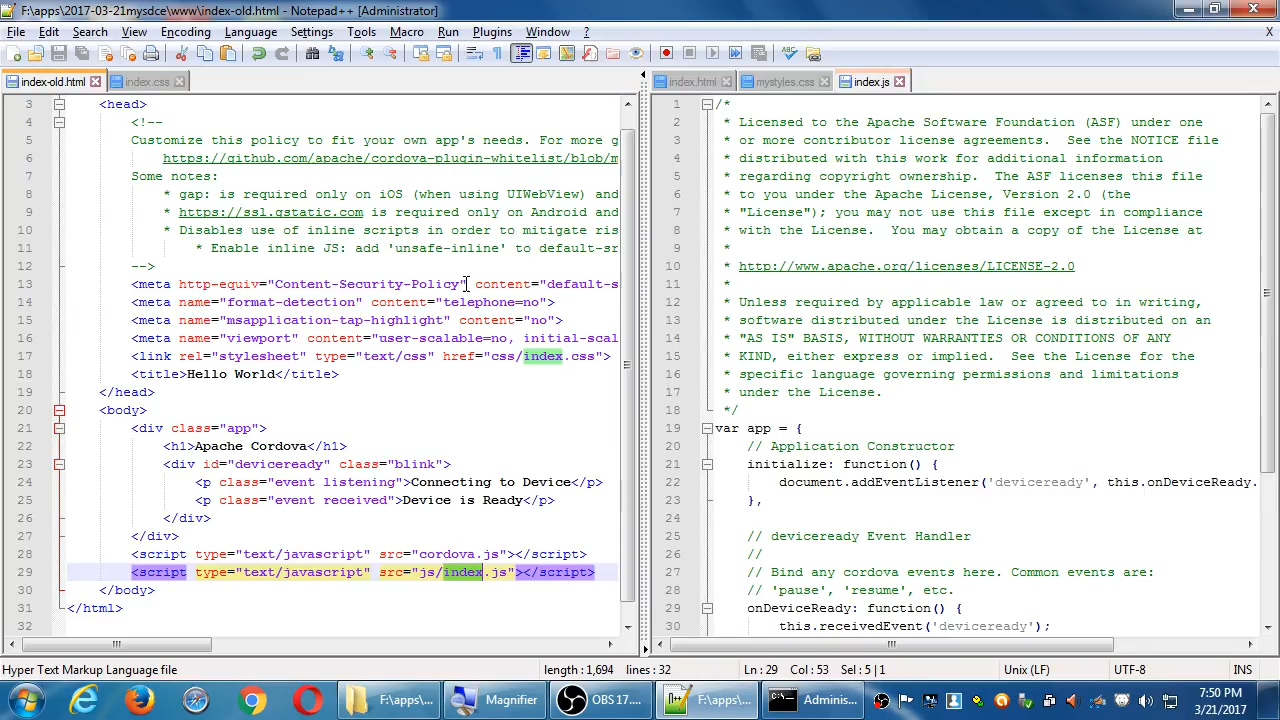 F:\apps\2017-03-21mysdce\www\index-old.html - Notepad++ [Administrator]
File Edit Search View Encoding Language Settings Tools Macro Run Plugins Window ? X
index-old.html index.css
3 <head>
4 <!--
5 Customize this policy to fit your own app's needs. For more g
6 https://github.com/apache/cordova-plugin-whitelist/blob/m
7 Some notes:
8 * gap: is required only on iOS (when using UIWebView) and
9 * https://ssl.gstatic.com is required only on Android and
10 * Disables use of inline scripts in order to mitigate ris
11 * Enable inline JS: add 'unsafe-inline' to default-sr
12 -->
13 <meta http-equiv="Content-Security-Policy" content="default-s
14 <meta name="format-detection" content="telephone=no">
15 <meta name="msapplication-tap-highlight" content="no">
16 <meta name="viewport" content="user-scalable=no, initial-scal
17 <link rel="stylesheet" type="text/css" href="css/index.css">
18 <title>Hello World</title>
19 </head>
20 <body>
21 <div class="app">
22 <h1>Apache Cordova</h1>
23 <div id="deviceready" class="blink">
24 <p class="event listening">Connecting to Device</p>
25 <p class="event received">Device is Ready</p>
26 </div>
27 </div>
28 <script type="text/javascript" src="cordova.js"></script>
29 <script type="text/javascript" src="js/index.js"></script>
30 </body>
31 </html>
32
index.html mystyles.css index.js
1 /*
2 * Licensed to the Apache Software Foundation (ASF) under one
3 * or more contributor license agreements.  See the NOTICE file
4 * distributed with this work for additional information
5 * regarding copyright ownership.  The ASF licenses this file
6 * to you under the Apache License, Version 2.0 (the
7 * "License"); you may not use this file except in compliance
8 * with the License.  You may obtain a copy of the License at
9 *
10 * http://www.apache.org/licenses/LICENSE-2.0
11 *
12 * Unless required by applicable law or agreed to in writing,
13 * software distributed under the License is distributed on an
14 * "AS IS" BASIS, WITHOUT WARRANTIES OR CONDITIONS OF ANY
15 * KIND, either express or implied.  See the License for the
16 * specific language governing permissions and limitations
17 * under the License.
18 */
19 var app = {
20 // Application Constructor
21 initialize: function() {
22 document.addEventListener('deviceready', this.onDeviceReady.
23 },
24
25 // deviceready Event Handler
26 //
27 // Bind any cordova events here. Common events are:
28 // 'pause', 'resume', etc.
29 onDeviceReady: function() {
30 this.receivedEvent('deviceready');
Hyper Text Markup Language file length : 1,694 lines : 32 Ln : 29 Col : 53 Sel : 5 | 1 Unix (LF) UTF-8 INS
F:\apps\... Magnifier OBS 17.... F:\apps\... Adminis... 7:50 PM
3/21/2017